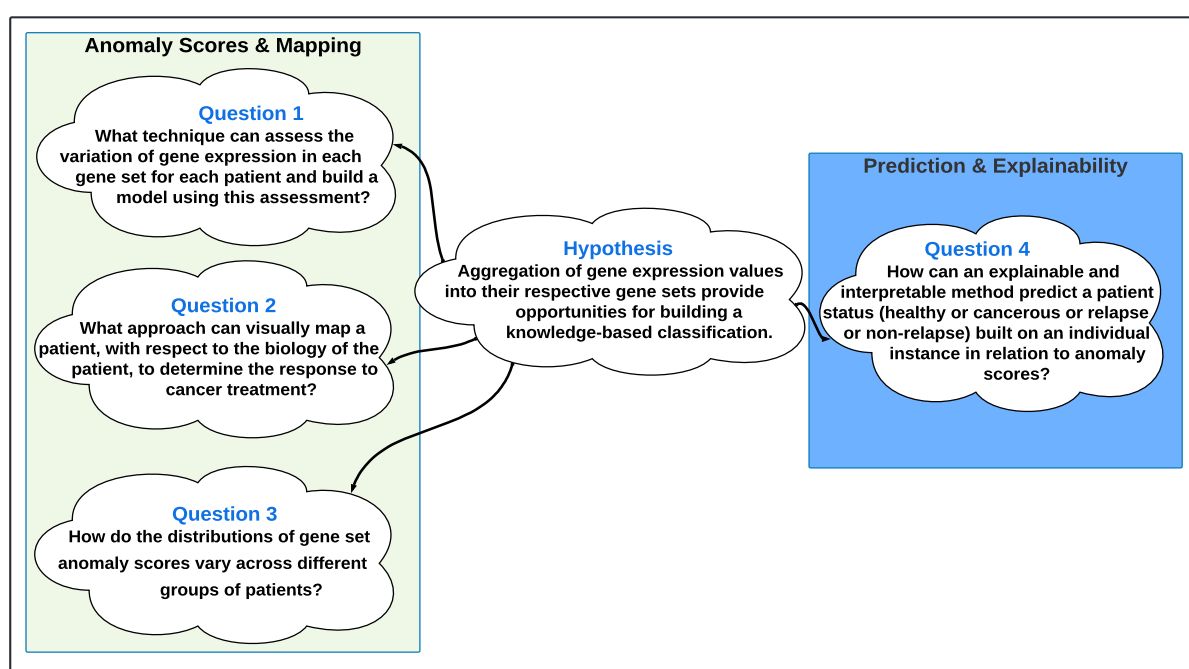 Anomaly Scores & Mapping
Question 1
What technique can assess the
variation of gene expression in each
gene set for each patient and build a
model using this assessment?
Question 2
What approach can visually map a
patient, with respect to the biology of the
patient, to determine the response to
cancer treatment?
Question 3
How do the distributions of gene set
anomaly scores vary across different
groups of patients?
Hypothesis
Aggregation of gene expression values
into their respective gene sets provide
opportunities for building a
knowledge-based classification.
Prediction & Explainability
Question 4
How can an explainable and
interpretable method predict a patient
status (healthy or cancerous or relapse
or non-relapse) built on an individual
instance in relation to anomaly
scores?